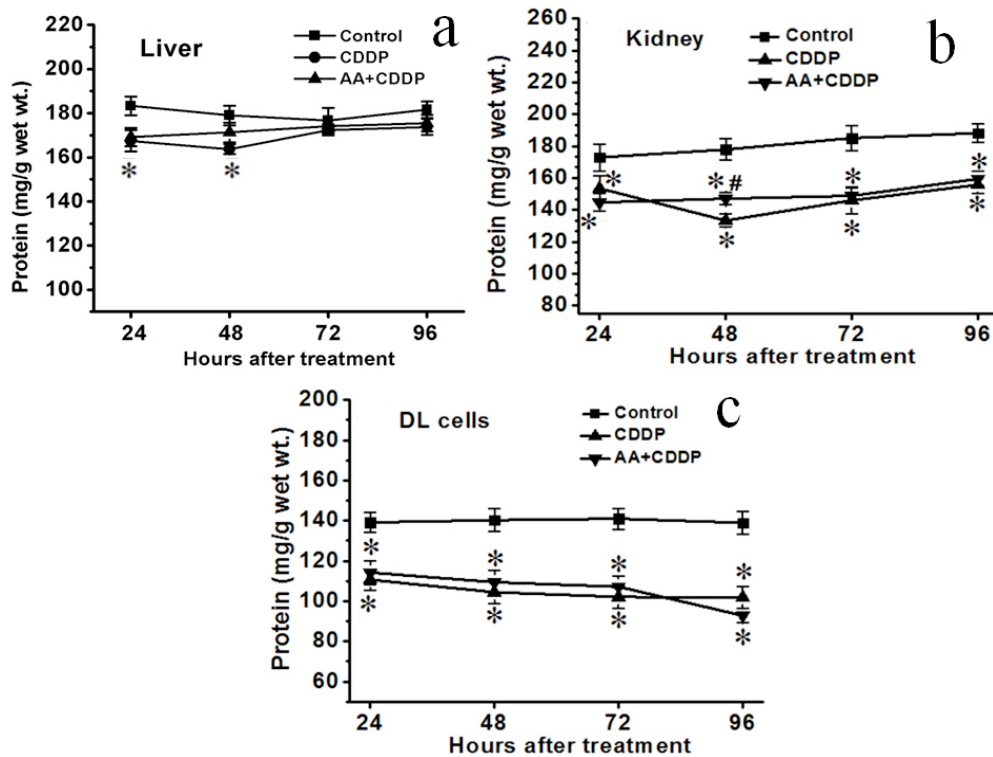 a
Liver
Control
CDDP
AA+CDDP
Protein (mg/g wet wt.)
220
200
180
160
140
120
100
* *
24 48 72 96
Hours after treatment
b
Kidney
Control
CDDP
AA+CDDP
Protein (mg/g wet wt.)
260
240
220
200
180
160
140
120
100
80
* *# * *
* * * *
24 48 72 96
Hours after treatment
c
DL cells
Control
CDDP
AA+CDDP
Protein (mg/g wet wt.)
200
180
160
140
120
100
80
60
* * * *
* * * *
24 48 72 96
Hours after treatment